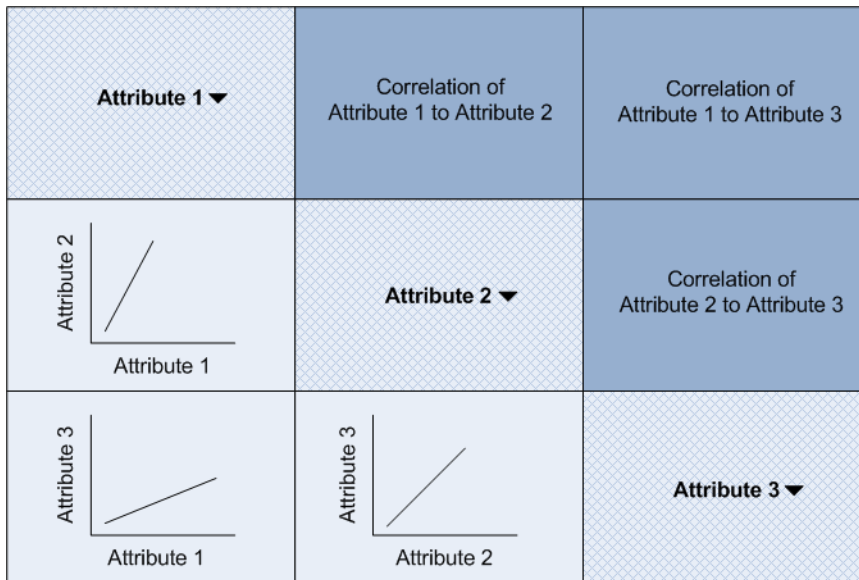 Attribute 1
Correlation of
Attribute 1 to Attribute 2
Correlation of
Attribute 1 to Attribute 3
Attribute 2
Attribute 1
Attribute 2
Correlation of
Attribute 2 to Attribute 3
Attribute 3
Attribute 1
Attribute 3
Attribute 2
Attribute 3